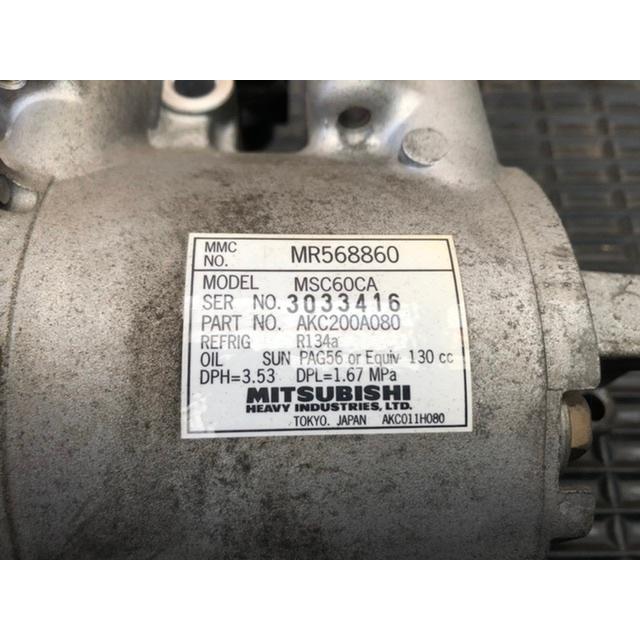 MMC NO. MR568860
MODEL MSC60CA
SER NO. 3033416
PART NO. AKC200A080
REFRIG R134a
OIL SUN PAG56 or Equiv 130 cc
DPH=3.53 DPL=1.67 MPa
MITSUBISHI
HEAVY INDUSTRIES, LTD.
TOKYO. JAPAN AKC011H080